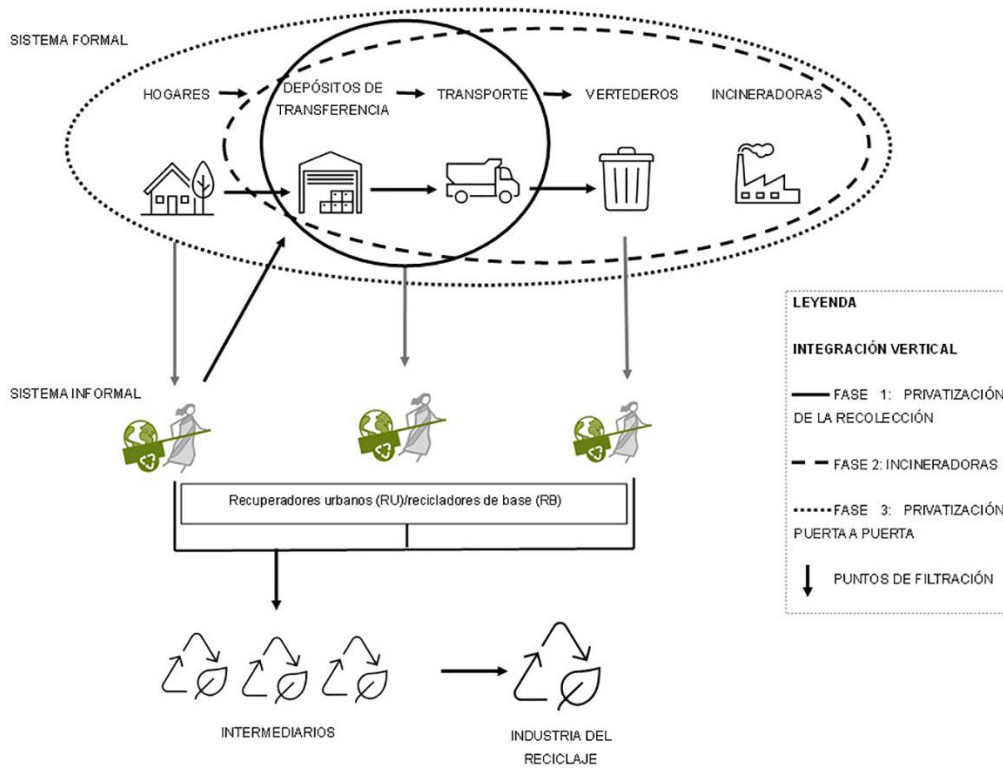 SISTEMA FORMAL
HOGARES
DEPÓSITOS DE
TRANSFERENCIA
TRANSPORTE
VERTEDEROS
INCINERADORAS
SISTEMA INFORMAL
Recuperadores urbanos (RU)/recicladores de base (RB)
INTERMEDIARIOS
INDUSTRIA DEL
RECICLAJE
LEYENDA
INTEGRACIÓN VERTICAL
FASE 1: PRIVATIZACIÓN
DE LA RECOLECCIÓN
FASE 2: INCINERADORAS
FASE 3: PRIVATIZACIÓN
PUERTA A PUERTA
PUNTOS DE FILTRACIÓN